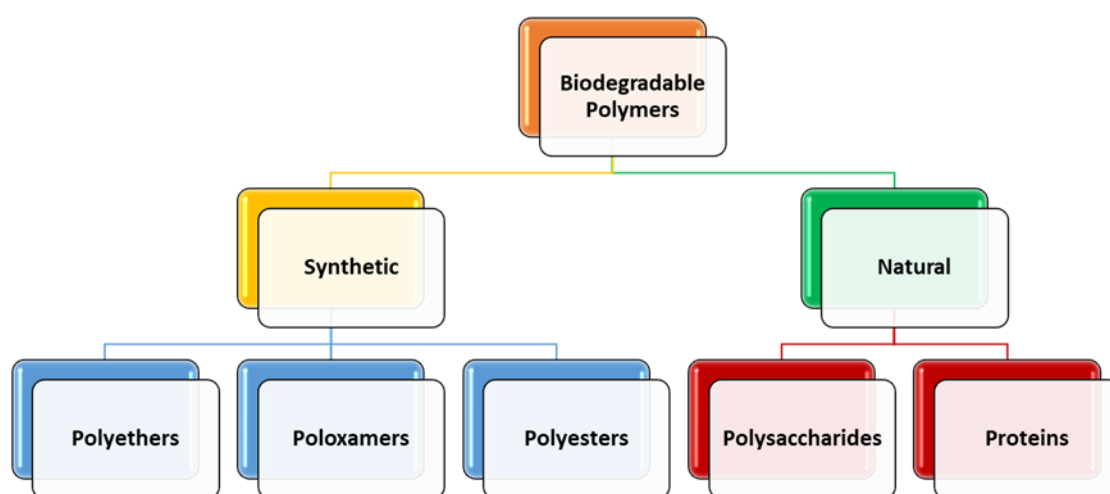 Biodegradable
Polymers
Synthetic
Natural
Polyethers
Poloxamers
Polyesters
Polysaccharides
Proteins